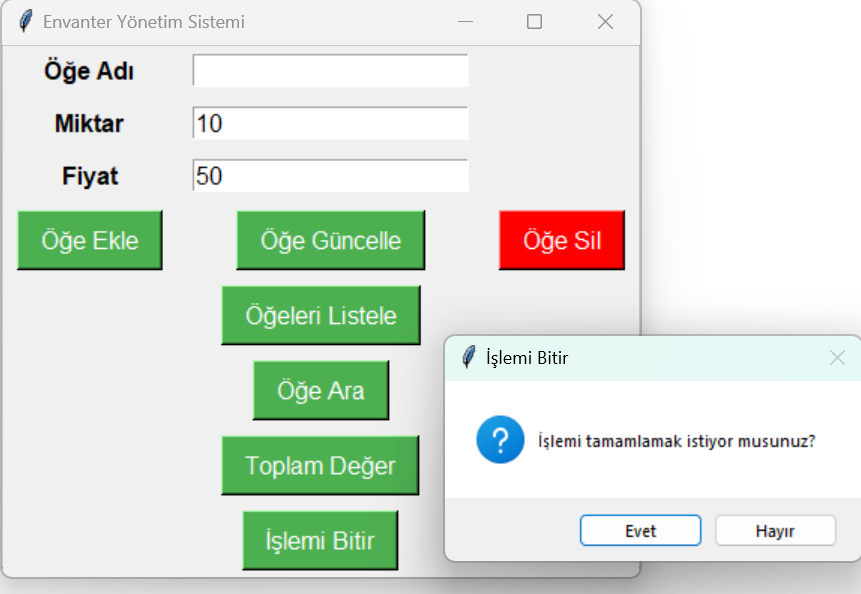 Envanter Yönetim Sistemi
Öğe Adı
Miktar 10
Fiyat 50
Öğe Ekle Öğe Güncelle Öğe Sil
Öğeleri Listele
Öğe Ara
Toplam Değer
İşlemi Bitir
İşlemi Bitir
İşlemi tamamlamak istiyor musunuz?
Evet Hayır